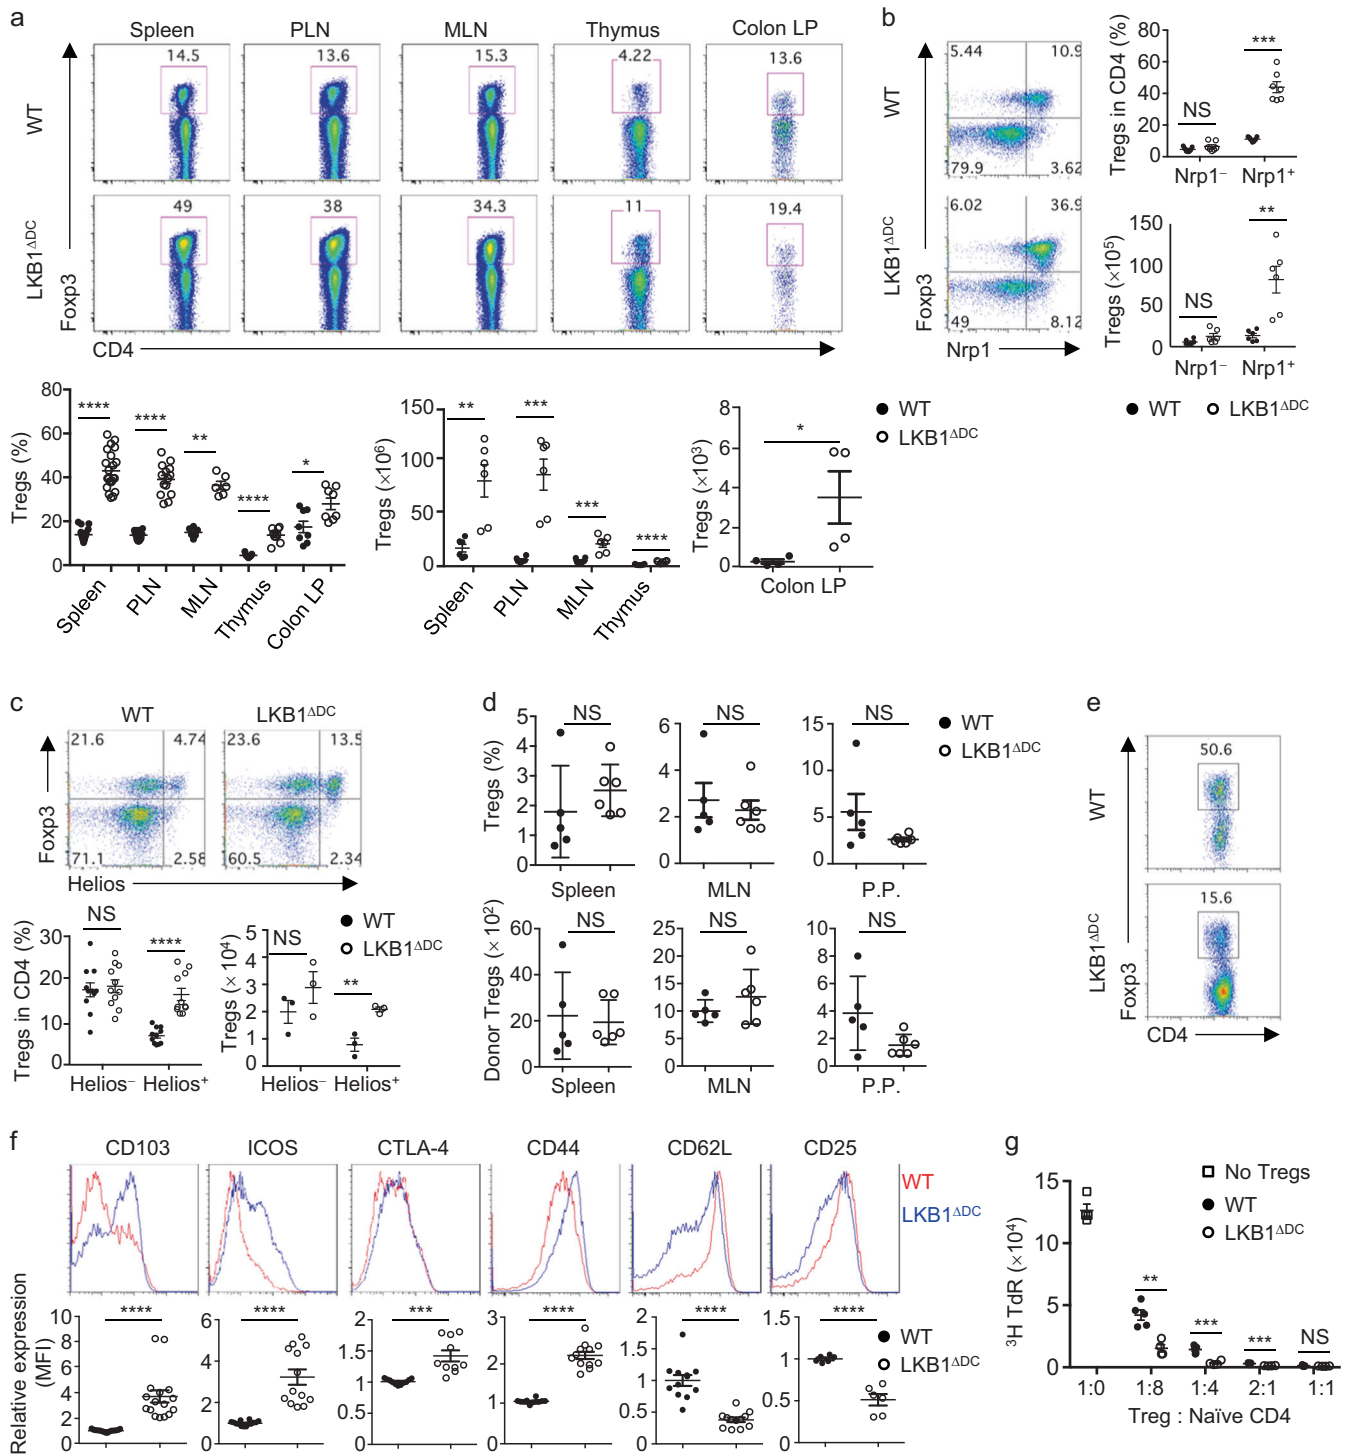 a
Spleen PLN MLN Thymus Colon LP
WT
14.5 13.6 15.3 4.22 13.6
LKB1ΔDC
49 38 34.3 11 19.4
Foxp3
CD4
Tregs (%)
80
60
40
20
0
**** **** ** **** *
Spleen PLN MLN Thymus Colon LP
Tregs (×10⁶)
150
100
50
0
** *** *** ****
Spleen PLN MLN Thymus
Tregs (×10³)
8
6
4
2
0
*
Colon LP
WT
LKB1ΔDC
b
WT
5.44 10.9
79.9 3.62
LKB1ΔDC
6.02 36.9
49 8.12
Foxp3
Nrp1
Tregs in CD4 (%)
80
60
40
20
0
NS ***
Nrp1⁻ Nrp1⁺
Tregs (×10⁵)
150
100
50
0
NS **
Nrp1⁻ Nrp1⁺
WT LKB1ΔDC
c
WT LKB1ΔDC
21.6 4.74 23.6 13.5
71.1 2.58 60.5 2.34
Foxp3
Helios
Tregs in CD4 (%)
30
20
10
0
NS ****
Helios⁻ Helios⁺
Tregs (× 10⁴)
5
4
3
2
1
0
NS **
Helios⁻ Helios⁺
WT
LKB1ΔDC
d
Tregs (%)
5
4
3
2
1
0
NS
Spleen
6
4
2
0
NS
MLN
15
10
5
0
NS
P.P.
WT
LKB1ΔDC
Donor Tregs (× 10²)
60
40
20
0
NS
Spleen
25
20
15
10
5
0
NS
MLN
10
8
6
4
2
0
NS
P.P.
e
WT
50.6
LKB1ΔDC
15.6
Foxp3
CD4
f
CD103 ICOS CTLA-4 CD44 CD62L CD25
WT
LKB1ΔDC
Relative expression
(MFI)
10
8
6
4
2
0
****
6
4
2
0
****
2
1.5
1
0.5
0
***
3
2
1
0
****
2
1.5
1
0.5
0
****
1.5
1
0.5
0
****
WT
LKB1ΔDC
g
³H TdR (×10⁴)
15
10
5
0
No Tregs
WT
LKB1ΔDC
** *** *** NS
1:0 1:8 1:4 2:1 1:1
Treg : Naïve CD4